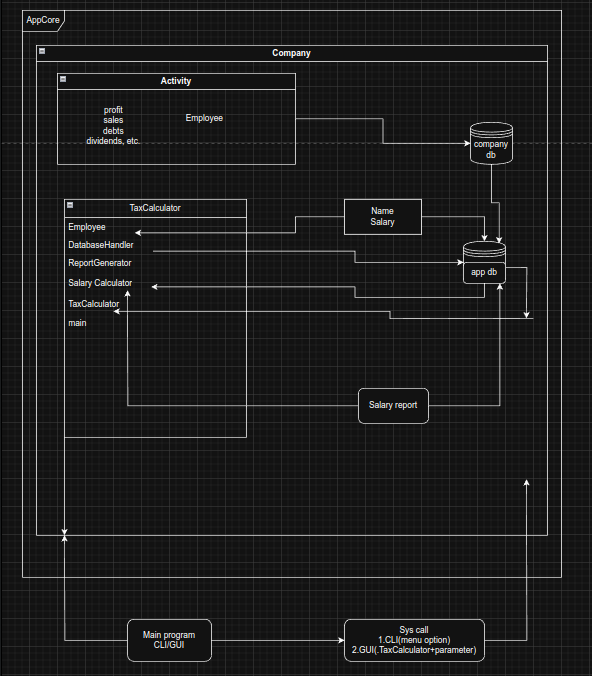 AppCore
Company
Activity
profit
sales
debts
dividends, etc.
Employee
company
db
TaxCalculator
Employee
DatabaseHandler
ReportGenerator
Salary Calculator
TaxCalculator
main
Name
Salary
app db
Salary report
Main program
CLI/GUI
Sys call
1.CLI(menu option)
2.GUI(.TaxCalculator+parameter)